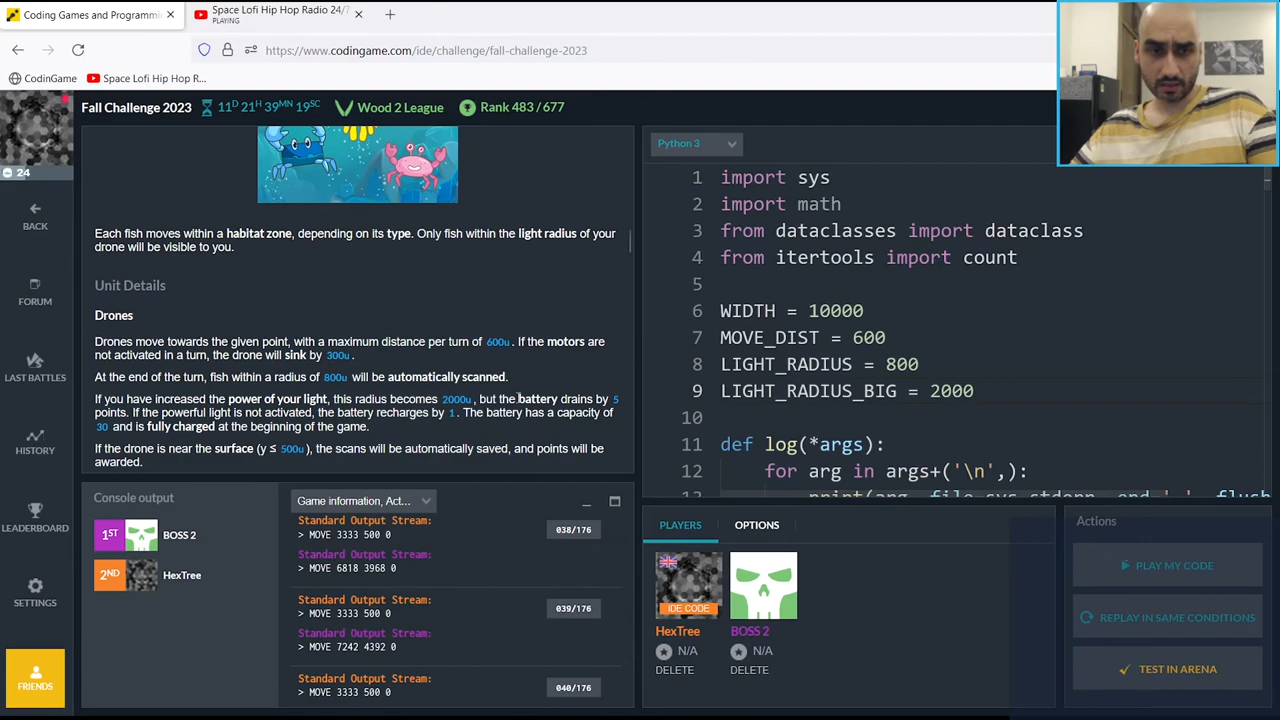 Coding Games and Programmin
Space Lofi Hip Hop Radio 24/7
PLAYING
https://www.codingame.com/ide/challenge/fall-challenge-2023
CodinGame
Space Lofi Hip Hop R...
Fall Challenge 2023
11D 21H 39MN 19SC
Wood 2 League
Rank 483 / 677
24
BACK
FORUM
LAST BATTLES
HISTORY
LEADERBOARD
SETTINGS
FRIENDS
Each fish moves within a habitat zone, depending on its type. Only fish within the light radius of your
drone will be visible to you.
Unit Details
Drones
Drones move towards the given point, with a maximum distance per turn of 600u. If the motors are
not activated in a turn, the drone will sink by 300u.
At the end of the turn, fish within a radius of 800u will be automatically scanned.
If you have increased the power of your light, this radius becomes 2000u, but the battery drains by 5
points. If the powerful light is not activated, the battery recharges by 1. The battery has a capacity of
30 and is fully charged at the beginning of the game.
If the drone is near the surface (y ≤ 500u), the scans will be automatically saved, and points will be
awarded.
Python 3
1 import sys
2 import math
3 from dataclasses import dataclass
4 from itertools import count
5
6 WIDTH = 10000
7 MOVE_DIST = 600
8 LIGHT_RADIUS = 800
9 LIGHT_RADIUS_BIG = 2000
10
11 def log(*args):
12 for arg in args+('\n',):
Console output
1ST BOSS 2
2ND HexTree
Game information, Act...
Standard Output Stream:
> MOVE 3333 500 0
038/176
Standard Output Stream:
> MOVE 6818 3968 0
Standard Output Stream:
> MOVE 3333 500 0
039/176
Standard Output Stream:
> MOVE 7242 4392 0
Standard Output Stream:
> MOVE 3333 500 0
040/176
PLAYERS
OPTIONS
IDE CODE
HexTree
N/A
DELETE
BOSS 2
N/A
DELETE
Actions
PLAY MY CODE
REPLAY IN SAME CONDITIONS
TEST IN ARENA